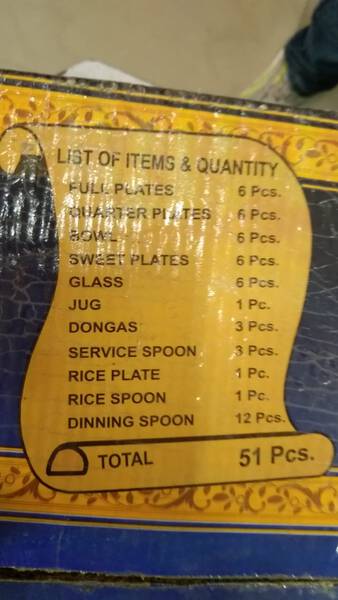 LIST OF ITEMS & QUANTITY
FULL PLATES 6 Pcs.
QUARTER PLATES 6 Pcs.
BOWL 6 Pcs.
SWEET PLATES 6 Pcs.
GLASS 6 Pcs.
JUG 1 Pc.
DONGAS 3 Pcs.
SERVICE SPOON 3 Pcs.
RICE PLATE 1 Pc.
RICE SPOON 1 Pc.
DINNING SPOON 12 Pcs.
TOTAL 51 Pcs.